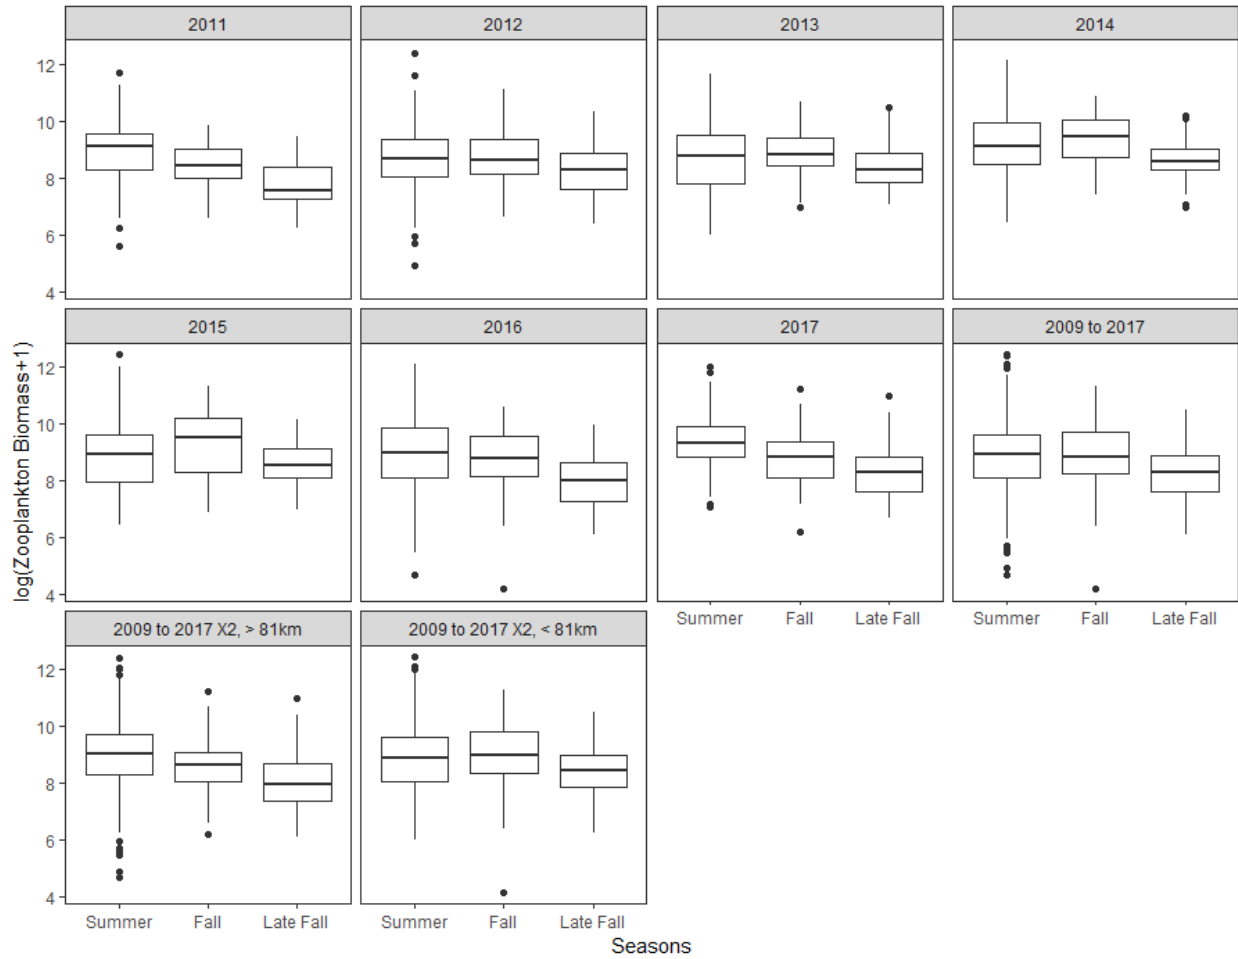 2011 2012 2013 2014
12
10
8
6
4
2015 2016 2017 2009 to 2017
12
10
8
6
4
Summer Fall Late Fall Summer Fall Late Fall
2009 to 2017 X2, > 81km 2009 to 2017 X2, < 81km
12
10
8
6
4
Summer Fall Late Fall Summer Fall Late Fall
Seasons
log(Zooplankton Biomass+1)